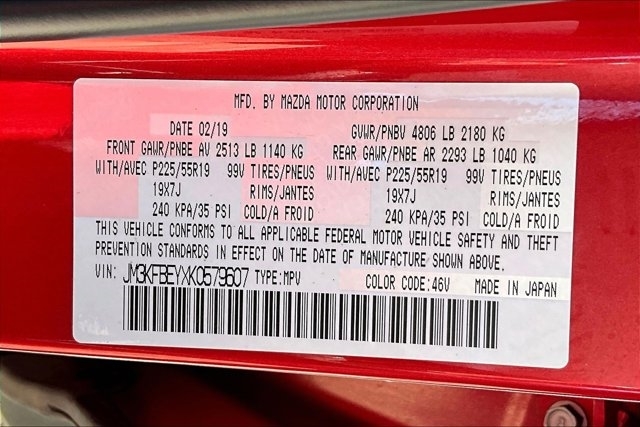 MFD. BY MAZDA MOTOR CORPORATION
DATE 02/19 GVWR/PNBV 4806 LB 2180 KG
FRONT GAWR/PNBE AV 2513 LB 1140 KG REAR GAWR/PNBE AR 2293 LB 1040 KG
WITH/AVEC P225/55R19 99V TIRES/PNEUS WITH/AVEC P225/55R19 99V TIRES/PNEUS
19X7J RIMS/JANTES 19X7J RIMS/JANTES
240 KPA/35 PSI COLD/A FROID 240 KPA/35 PSI COLD/A FROID
THIS VEHICLE CONFORMS TO ALL APPLICABLE FEDERAL MOTOR VEHICLE SAFETY AND THEFT
PREVENTION STANDARDS IN EFFECT ON THE DATE OF MANUFACTURE SHOWN ABOVE.
VIN: JM3KFBEYXK0579607 TYPE:MPV COLOR CODE:46V MADE IN JAPAN